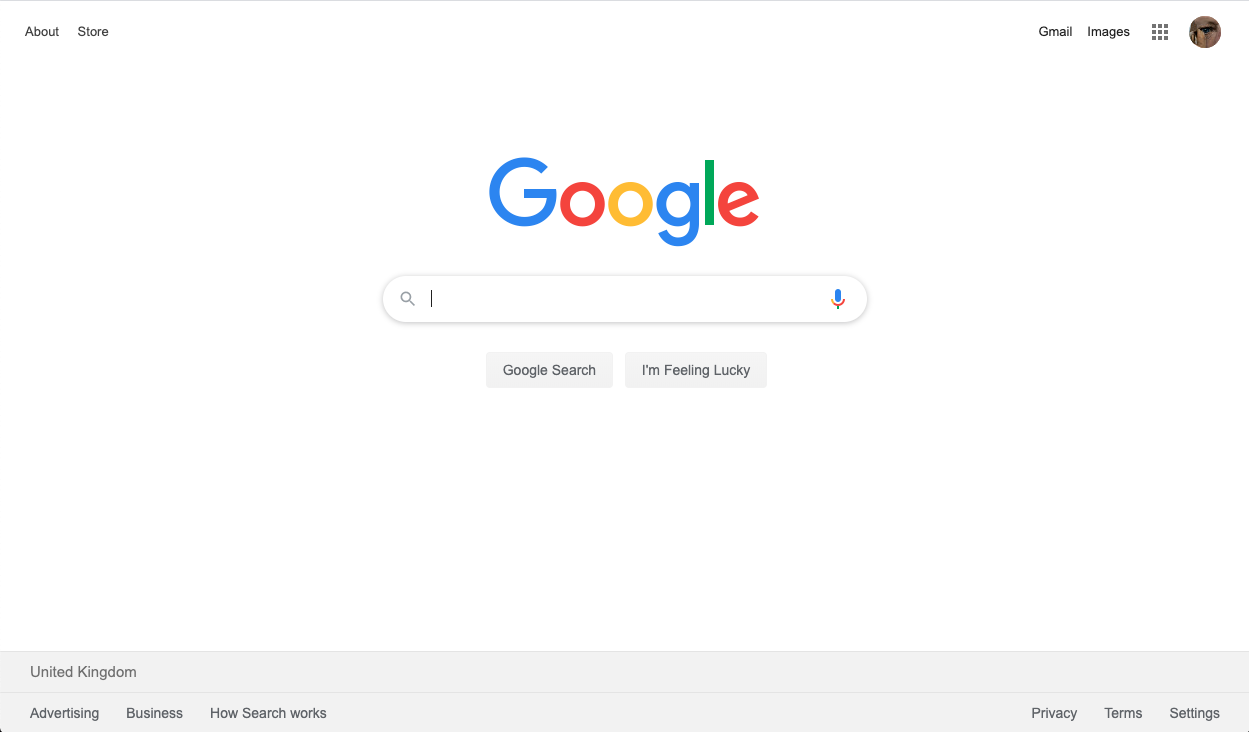 About Store Gmail Images
Google
Google Search I'm Feeling Lucky
United Kingdom
Advertising Business How Search works Privacy Terms Settings